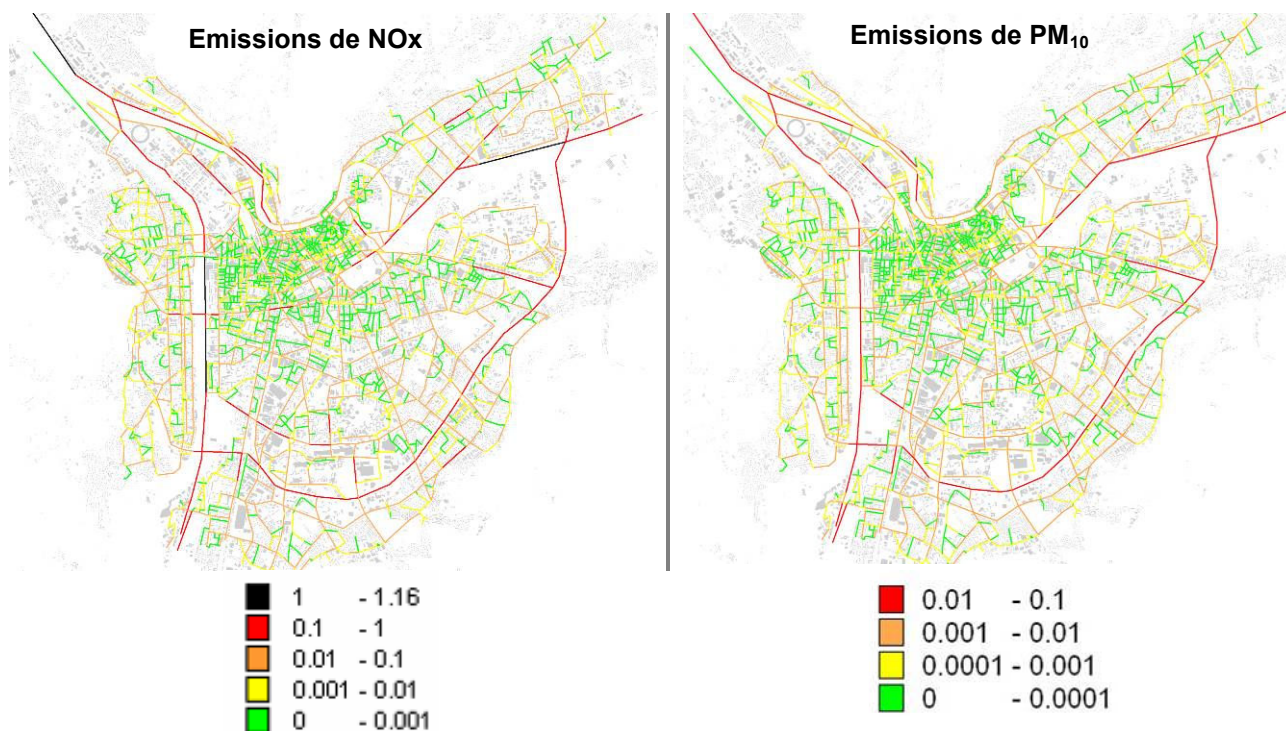 Emissions de NOx
Emissions de PM₁₀
1 - 1.16
0.1 - 1
0.01 - 0.1
0.001 - 0.01
0 - 0.001
0.01 - 0.1
0.001 - 0.01
0.0001 - 0.001
0 - 0.0001